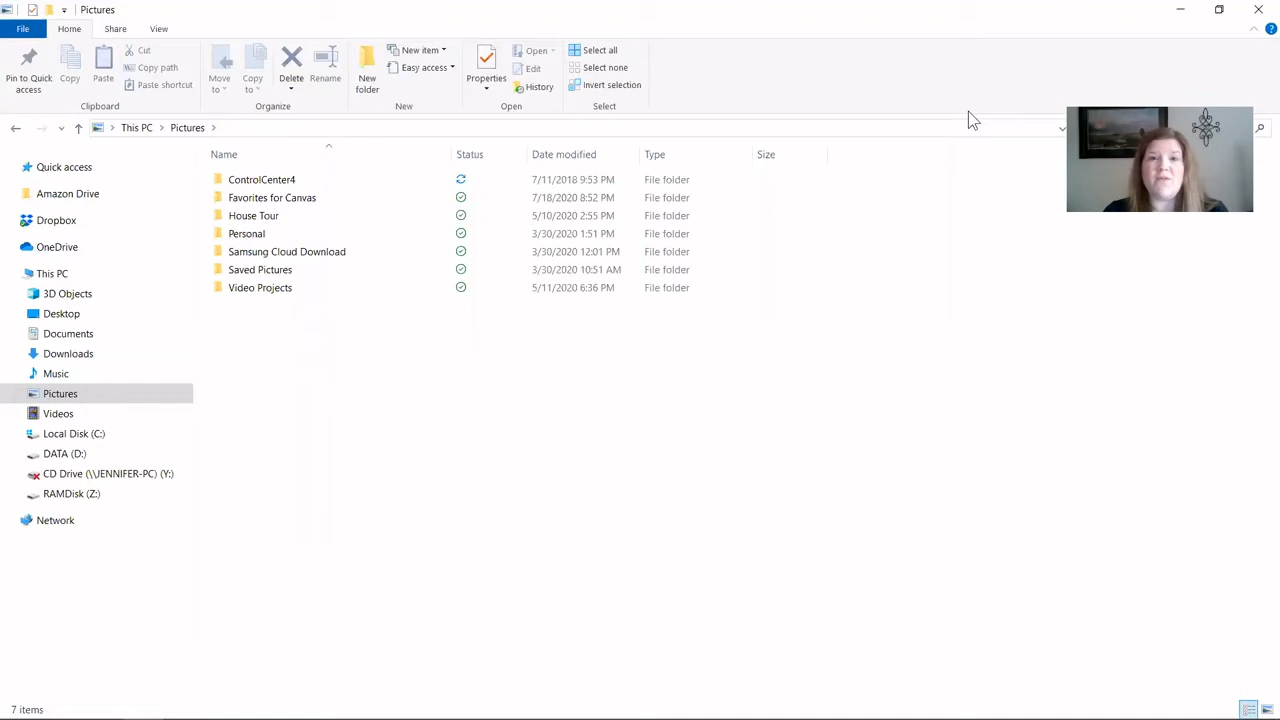 Pictures
File Home Share View
Pin to Quick access
Copy
Paste
Cut
Copy path
Paste shortcut
Clipboard
Move to
Copy to
Delete
Rename
Organize
New folder
New item
Easy access
New
Properties
Open
Edit
History
Open
Select all
Select none
Invert selection
Select
This PC > Pictures >
Name Status Date modified Type Size
ControlCenter4 7/11/2018 9:53 PM File folder
Favorites for Canvas 7/18/2020 8:52 PM File folder
House Tour 5/10/2020 2:55 PM File folder
Personal 3/30/2020 1:51 PM File folder
Samsung Cloud Download 3/30/2020 12:01 PM File folder
Saved Pictures 3/30/2020 10:51 AM File folder
Video Projects 5/11/2020 6:36 PM File folder
Quick access
Amazon Drive
Dropbox
OneDrive
This PC
3D Objects
Desktop
Documents
Downloads
Music
Pictures
Videos
Local Disk (C:)
DATA (D:)
CD Drive (\\JENNIFER-PC) (Y:)
RAMDisk (Z:)
Network
7 items